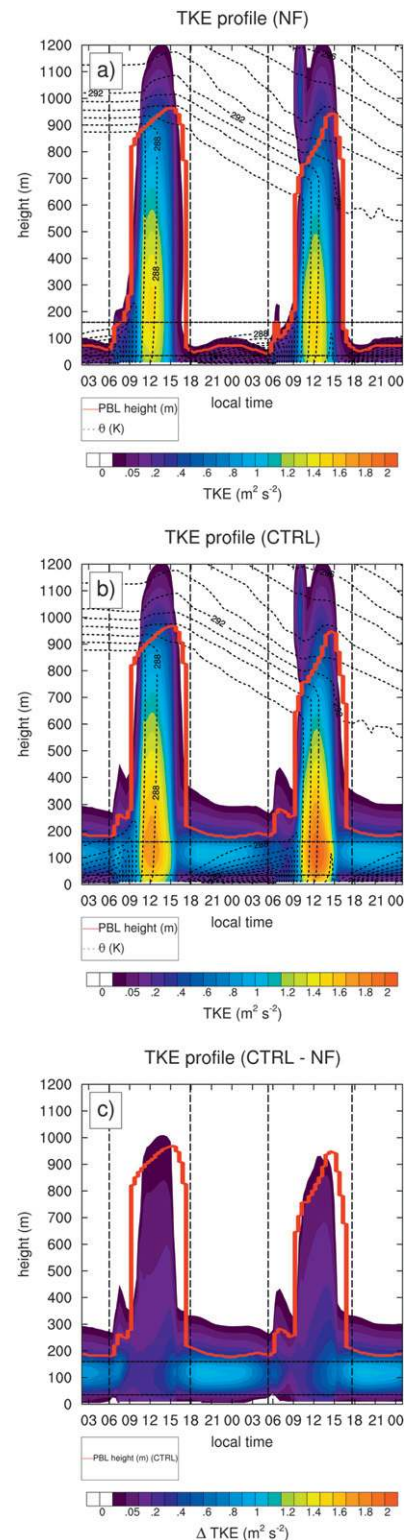 TKE profile (NF)
a)
1200
1100
1000
900
800
700
600
500
400
300
200
100
0
height (m)
292
288
288
292
288
03 06 09 12 15 18 21 00 03 06 09 12 15 18 21 00
local time
PBL height (m)
θ (K)
0 .05 .2 .4 .6 .8 1 1.2 1.4 1.6 1.8 2
TKE (m² s⁻²)
TKE profile (CTRL)
b)
1200
1100
1000
900
800
700
600
500
400
300
200
100
0
height (m)
292
288
288
288
03 06 09 12 15 18 21 00 03 06 09 12 15 18 21 00
local time
PBL height (m)
θ (K)
0 .05 .2 .4 .6 .8 1 1.2 1.4 1.6 1.8 2
TKE (m² s⁻²)
TKE profile (CTRL - NF)
c)
1200
1100
1000
900
800
700
600
500
400
300
200
100
0
height (m)
03 06 09 12 15 18 21 00 03 06 09 12 15 18 21 00
local time
PBL height (m) (CTRL)
0 .05 .2 .4 .6 .8 1 1.2 1.4 1.6 1.8 2
Δ TKE (m² s⁻²)